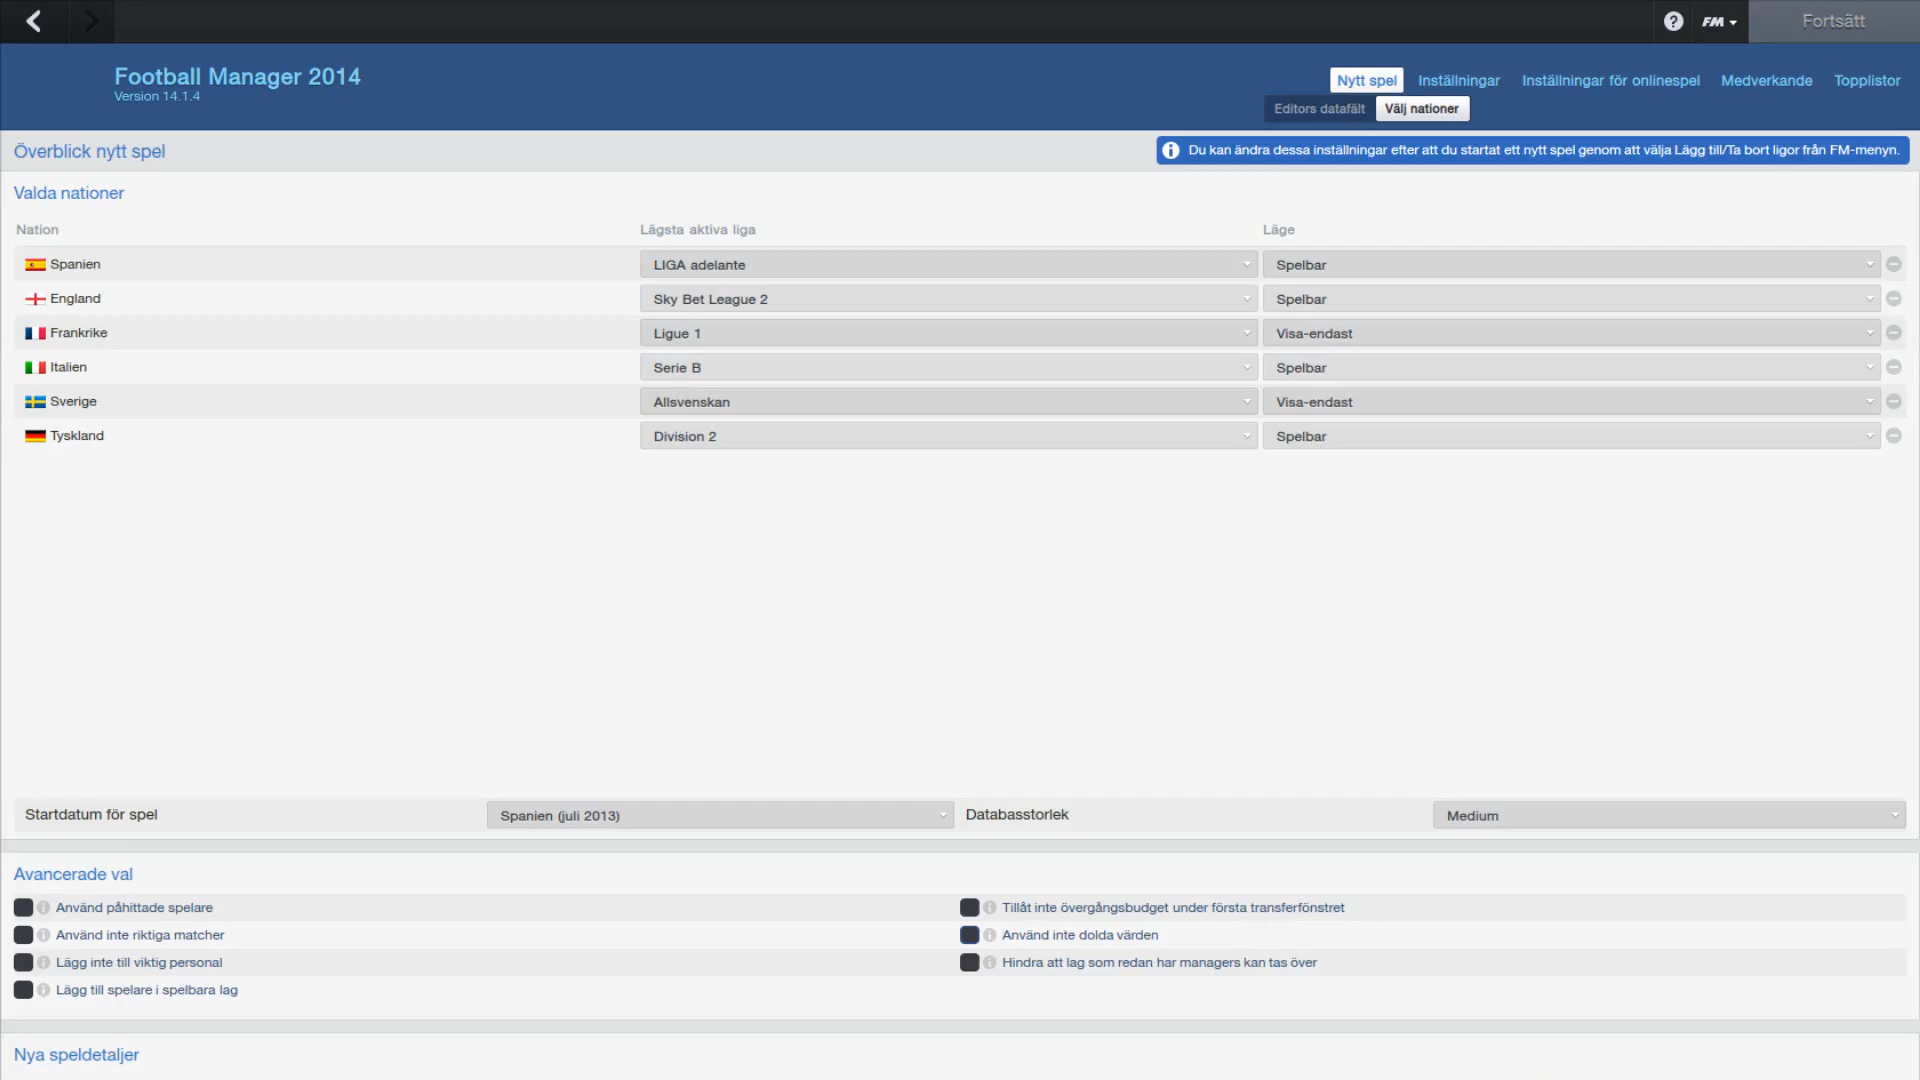 FM
Fortsätt
Football Manager 2014
Version 14.1.4
Nytt spel
Inställningar
Inställningar för onlinespel
Medverkande
Topplistor
Editors datafält
Välj nationer
Överblick nytt spel
Du kan ändra dessa inställningar efter att du startat ett nytt spel genom att välja Lägg till/Ta bort ligor från FM-menyn.
Valda nationer
Nation Lägsta aktiva liga Läge
Spanien LIGA adelante Spelbar
England Sky Bet League 2 Spelbar
Frankrike Ligue 1 Visa-endast
Italien Serie B Spelbar
Sverige Allsvenskan Visa-endast
Tyskland Division 2 Spelbar
Startdatum för spel Spanien (juli 2013) Databasstorlek Medium
Avancerade val
Använd påhittade spelare Tillåt inte övergångsbudget under första transferfönstret
Använd inte riktiga matcher Använd inte dolda värden
Lägg inte till viktig personal Hindra att lag som redan har managers kan tas över
Lägg till spelare i spelbara lag
Nya speldetaljer